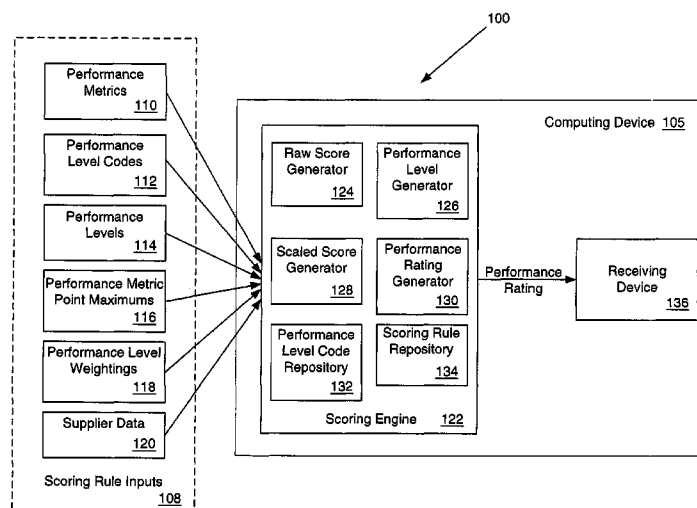 100
Performance
Metrics
110
Performance
Level Codes
112
Performance
Levels
114
Performance Metric
Point Maximums
116
Performance Level
Weightings
118
Supplier Data
120
Scoring Rule Inputs
108
Computing Device 105
Raw Score
Generator
124
Performance
Level
Generator
126
Scaled Score
Generator
128
Performance
Rating
Generator
130
Performance
Level Code
Repository
132
Scoring Rule
Repository
134
Scoring Engine 122
Performance
Rating
Receiving
Device
136